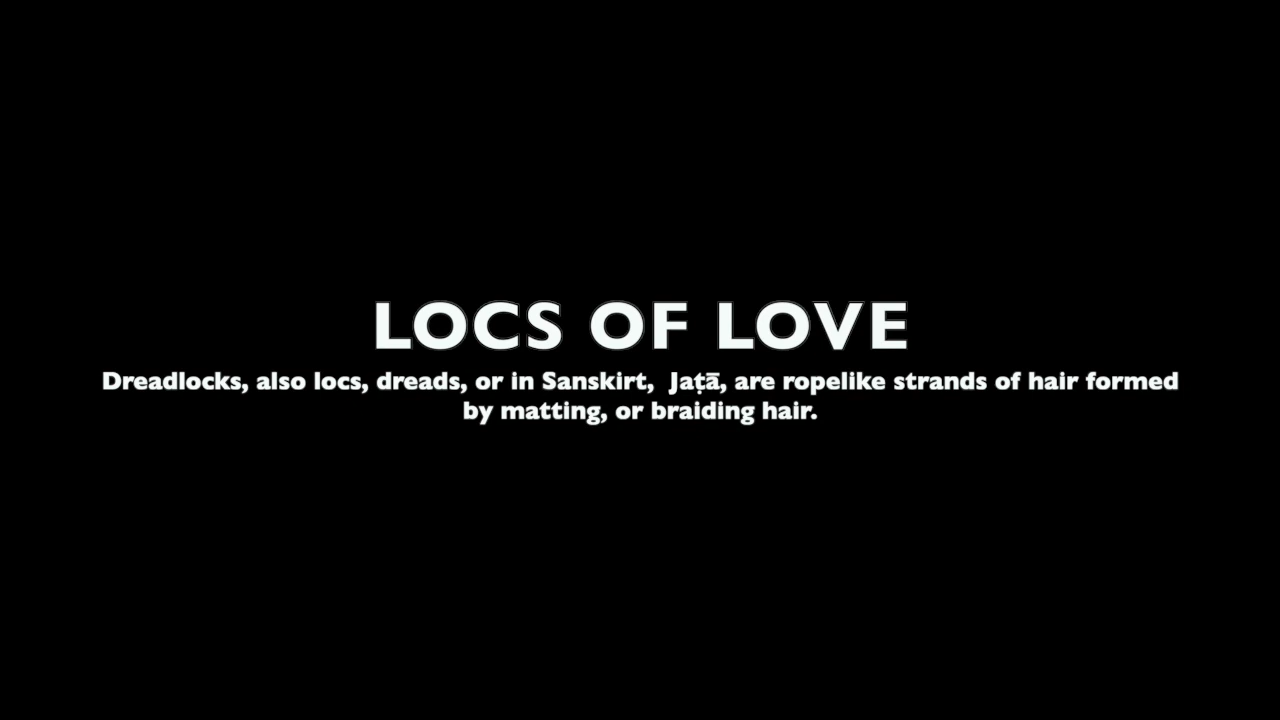 LOCS OF LOVE
Dreadlocks, also locs, dreads, or in Sanskirt,  Jaṭā, are ropelike strands of hair formed
by matting, or braiding hair.